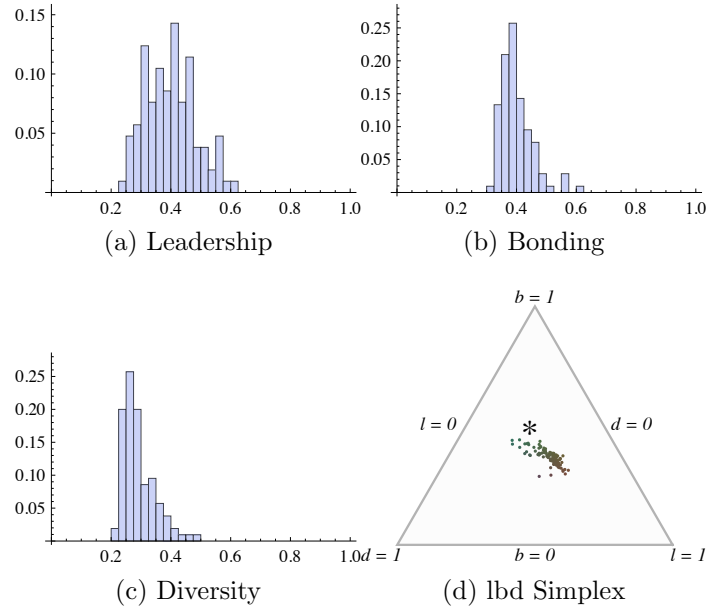 0.15
0.10
0.05
0.2 0.4 0.6 0.8 1.0
(a) Leadership
0.25
0.20
0.15
0.10
0.05
0.2 0.4 0.6 0.8 1.0
(b) Bonding
0.25
0.20
0.15
0.10
0.05
0.2 0.4 0.6 0.8 1.0
(c) Diversity
b = 1
l = 0 d = 0
*
d = 1 b = 0 l = 1
(d) lbd Simplex